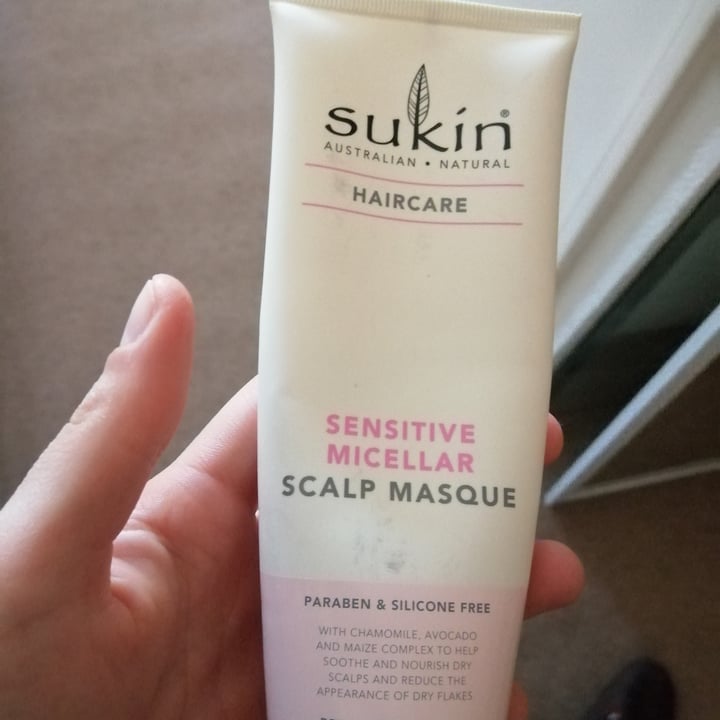 sukin®
AUSTRALIAN • NATURAL
HAIRCARE
SENSITIVE
MICELLAR
SCALP MASQUE
PARABEN & SILICONE FREE
WITH CHAMOMILE, AVOCADO
AND MAIZE COMPLEX TO HELP
SOOTHE AND NOURISH DRY
SCALPS AND REDUCE THE
APPEARANCE OF DRY FLAKES